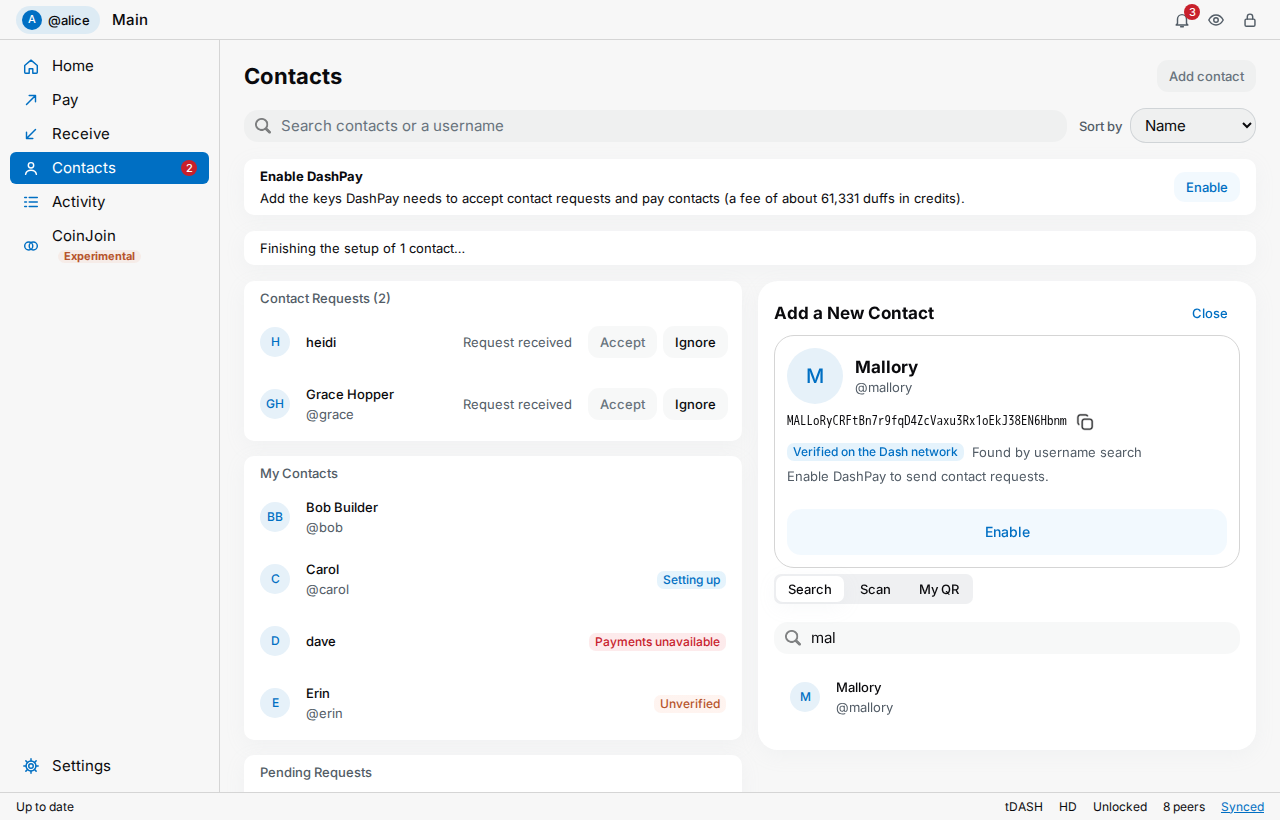 A @alice Main
3
Home
Pay
Receive
Contacts 2
Activity
CoinJoin
Experimental
Settings
Contacts
Add contact
Search contacts or a username
Sort by Name
Enable DashPay
Add the keys DashPay needs to accept contact requests and pay contacts (a fee of about 61,331 duffs in credits).
Enable
Finishing the setup of 1 contact...
Contact Requests (2)
H heidi Request received Accept Ignore
GH Grace Hopper
@grace
Request received Accept Ignore
My Contacts
BB Bob Builder
@bob
C Carol
@carol
Setting up
D dave Payments unavailable
E Erin
@erin
Unverified
Pending Requests
Add a New Contact Close
M Mallory
@mallory
MALLoRyCRFtBn7r9fqD4ZcVaxu3Rx1oEkJ38EN6Hbnm
Verified on the Dash network Found by username search
Enable DashPay to send contact requests.
Enable
Search Scan My QR
mal
M Mallory
@mallory
Up to date
tDASH HD Unlocked 8 peers Synced